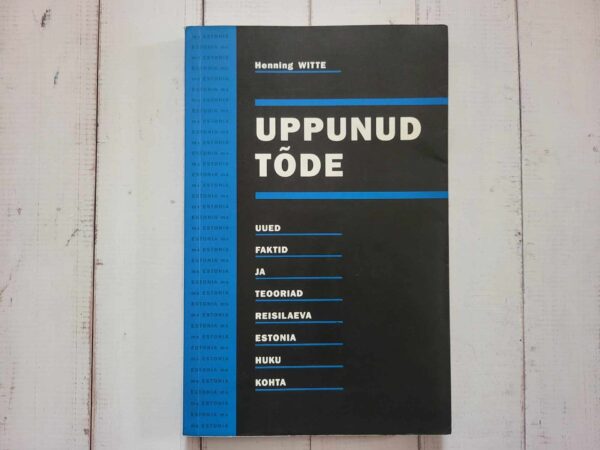 Henning WITTE
UPPUNUD
TÕDE
UUED
FAKTID
JA
TEOORIAD
REISILAEVA
ESTONIA
HUKU
KOHTA